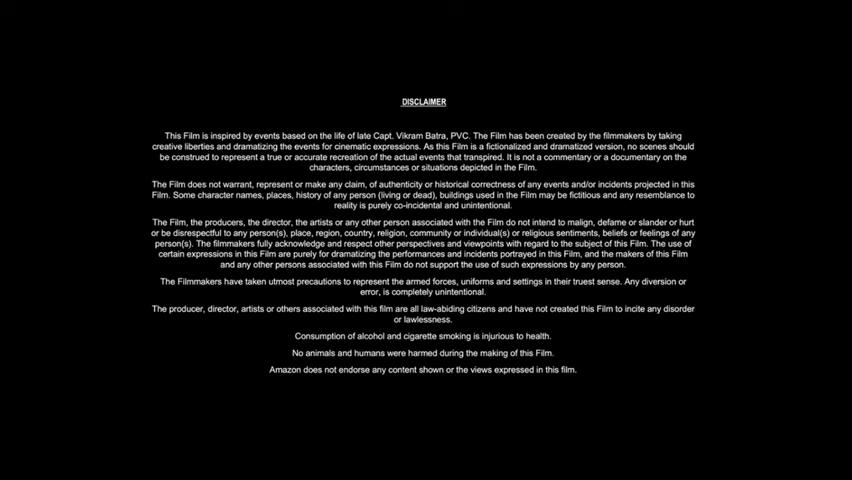 DISCLAIMER
This Film is inspired by events based on the life of late Capt. Vikram Batra, PVC. The Film has been created by the filmmakers by taking
creative liberties and dramatizing the events for cinematic expressions. As this Film is a fictionalized and dramatized version, no scenes should
be construed to represent a true or accurate recreation of the actual events that transpired. It is not a commentary or a documentary on the
characters, circumstances or situations depicted in the Film.
The Film does not warrant, represent or make any claim, of authenticity or historical correctness of any events and/or incidents projected in this
Film. Some character names, places, history of any person (living or dead), buildings used in the Film may be fictitious and any resemblance to
reality is purely co-incidental and unintentional.
The Film, the producers, the director, the artists or any other person associated with the Film do not intend to malign, defame or slander or hurt
or be disrespectful to any person(s), place, region, country, religion, community or individual(s) or religious sentiments, beliefs or feelings of any
person(s). The filmmakers fully acknowledge and respect other perspectives and viewpoints with regard to the subject of this Film. The use of
certain expressions in this Film are purely for dramatizing the performances and incidents portrayed in this Film, and the makers of this Film
and any other persons associated with this Film do not support the use of such expressions by any person.
The Filmmakers have taken utmost precautions to represent the armed forces, uniforms and settings in their truest sense. Any diversion or
error, is completely unintentional.
The producer, director, artists or others associated with this film are all law-abiding citizens and have not created this Film to incite any disorder
or lawlessness.
Consumption of alcohol and cigarette smoking is injurious to health.
No animals and humans were harmed during the making of this Film.
Amazon does not endorse any content shown or the views expressed in this film.